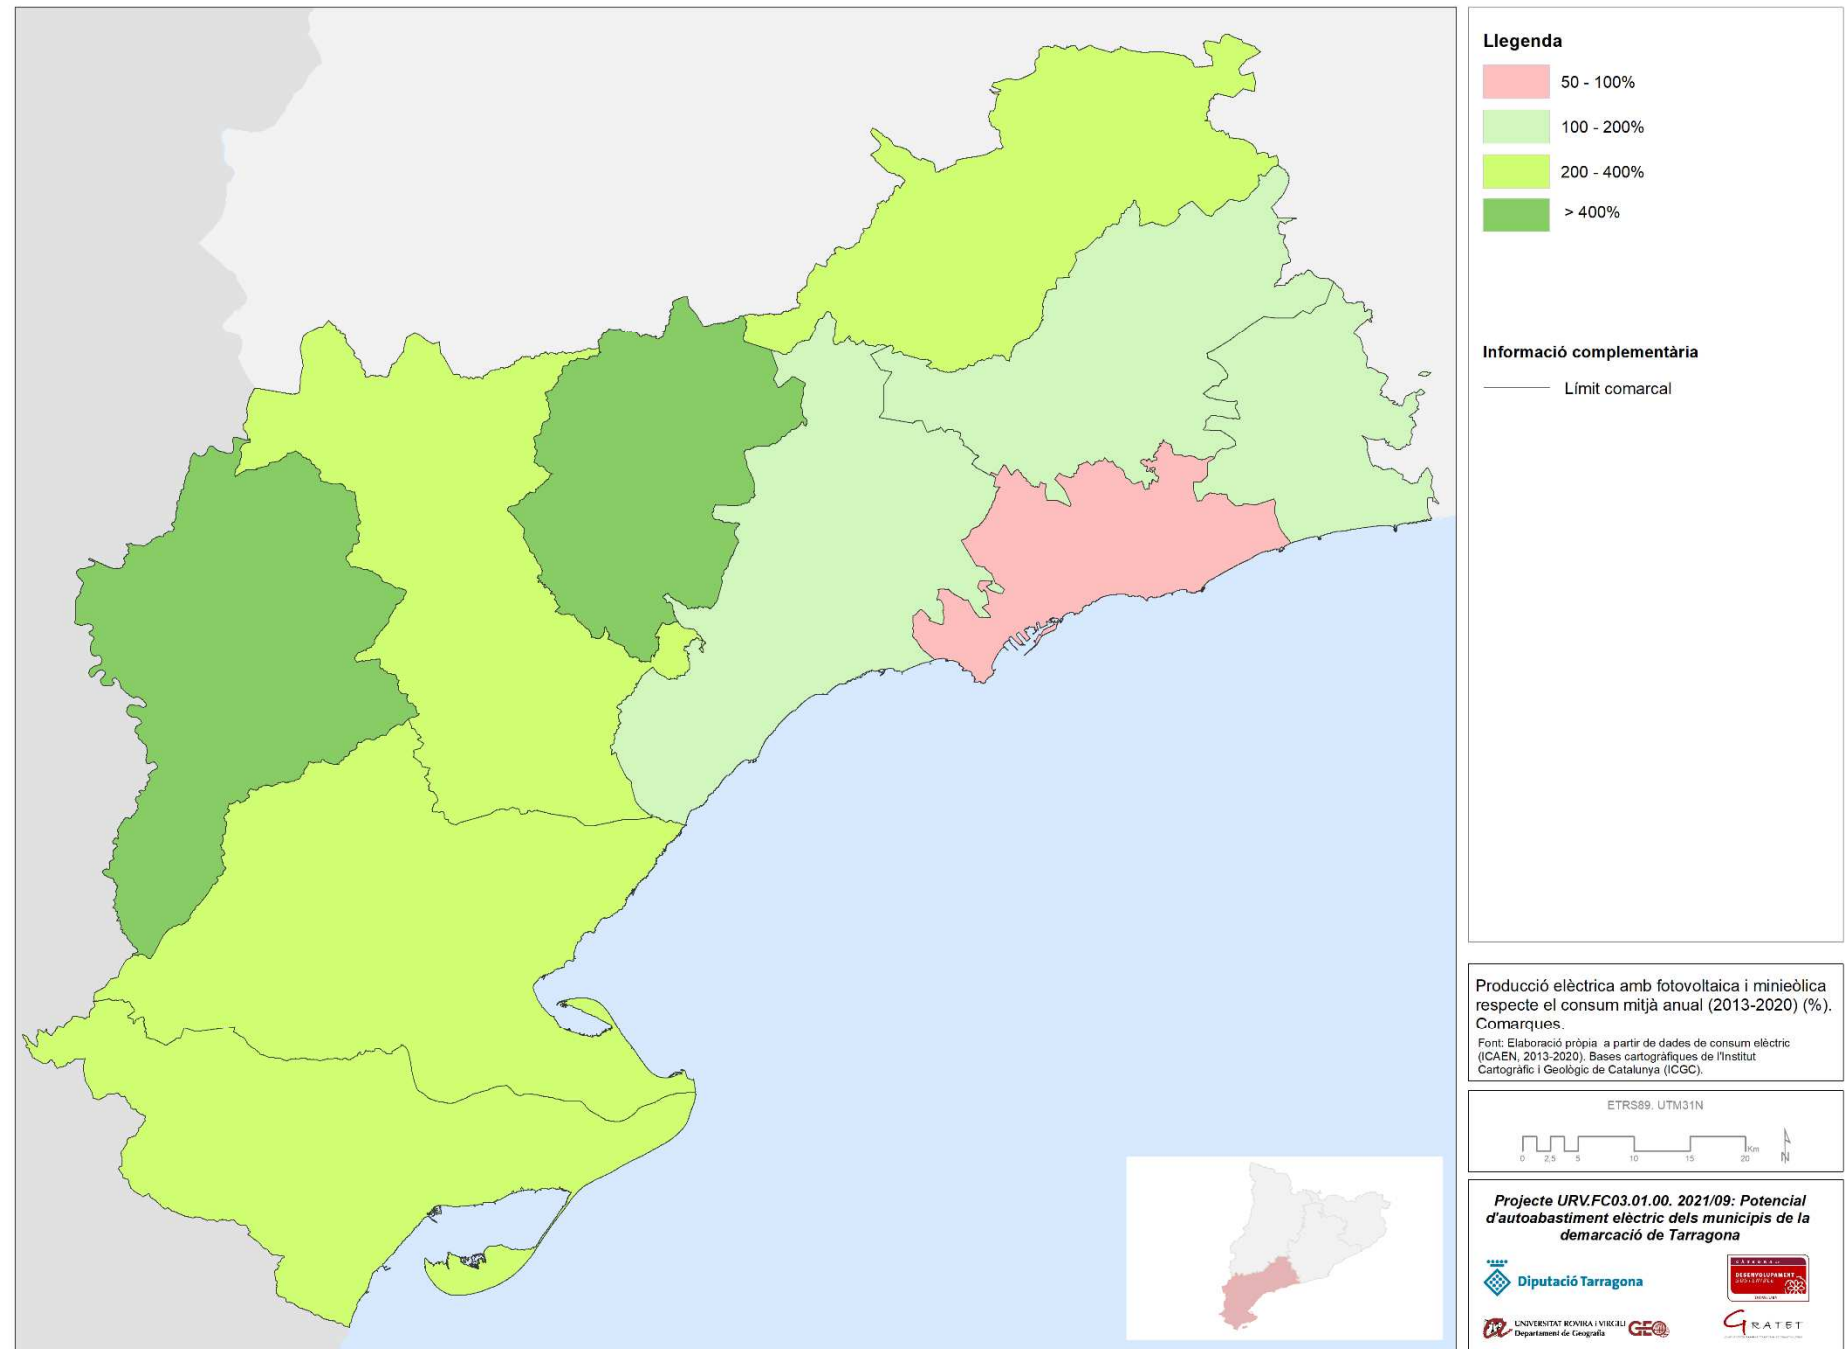 Llegenda
50 - 100%
100 - 200%
200 - 400%
> 400%
Informació complementària
Límit comarcal
Producció elèctrica amb fotovoltaica i minieòlica
respecte el consum mitjà anual (2013-2020) (%).
Comarques.
Font: Elaboració pròpia a partir de dades de consum elèctric
(ICAEN, 2013-2020). Bases cartogràfiques de l'Institut
Cartogràfic i Geològic de Catalunya (ICGC).
ETRS89. UTM31N
0 2,5 5 10 15 20 Km
N
Projecte URV.FC03.01.00. 2021/09: Potencial
d'autoabastiment elèctric dels municipis de la
demarcació de Tarragona
Diputació Tarragona
DESENVOLUPAMENT
UNIVERSITAT ROVIRA I VIRGILI
Departament de Geografia
GEO
GRATET